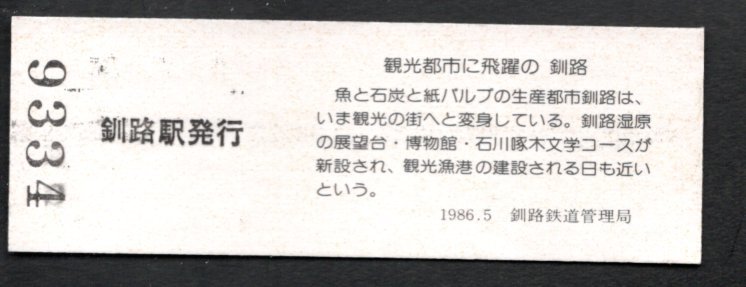 9334
釧路駅発行
観光都市に飛躍の 釧路
魚と石炭と紙パルプの生産都市釧路は、
いま観光の街へと変身している。釧路湿原
の展望台・博物館・石川啄木文学コースが
新設され、観光漁港の建設される日も近い
という。
1986.5 釧路鉄道管理局